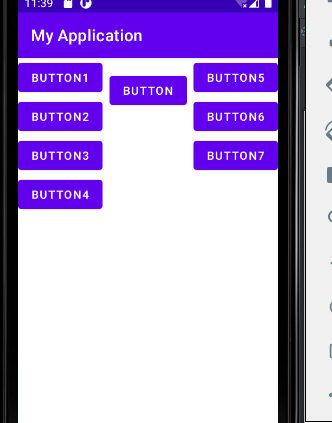 11:39
My Application
BUTTON1
BUTTON2
BUTTON3
BUTTON4
BUTTON
BUTTON5
BUTTON6
BUTTON7